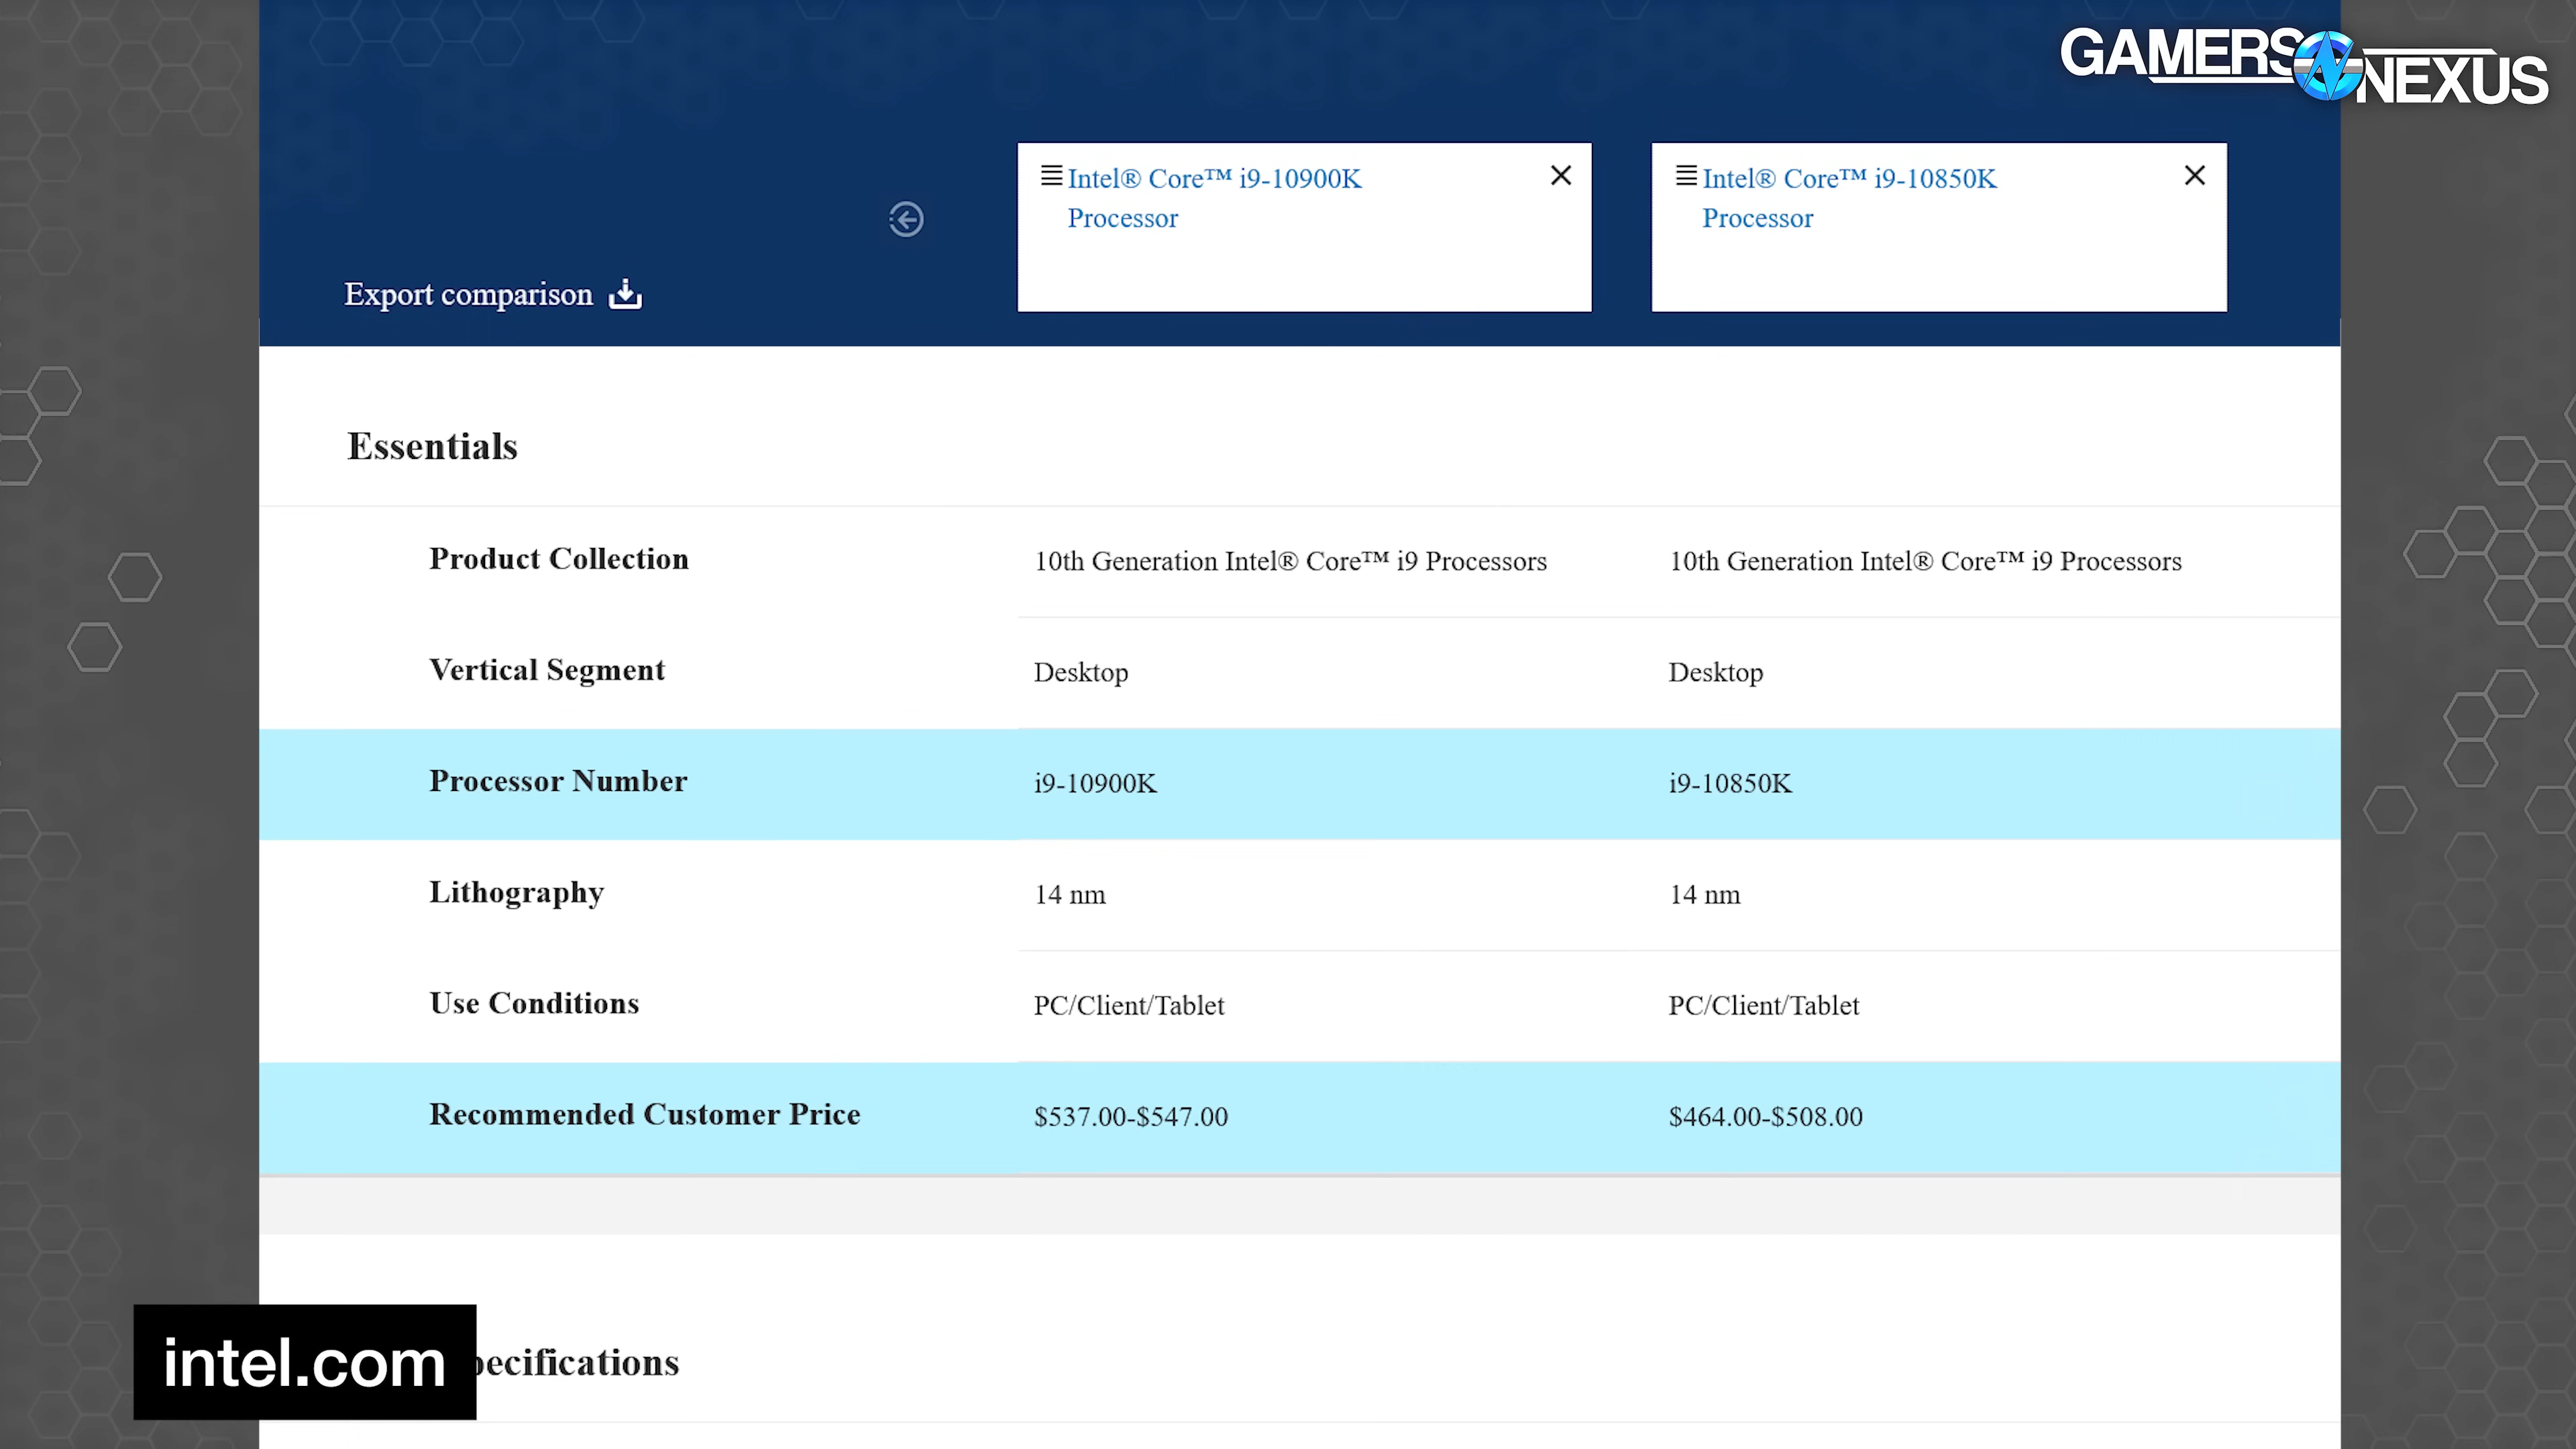 GAMERS NEXUS
Intel® Core™ i9-10900K
Processor
Intel® Core™ i9-10850K
Processor
Export comparison
Essentials
Product Collection 10th Generation Intel® Core™ i9 Processors 10th Generation Intel® Core™ i9 Processors
Vertical Segment Desktop Desktop
Processor Number i9-10900K i9-10850K
Lithography 14 nm 14 nm
Use Conditions PC/Client/Tablet PC/Client/Tablet
Recommended Customer Price $537.00-$547.00 $464.00-$508.00
intel.com
pecifications